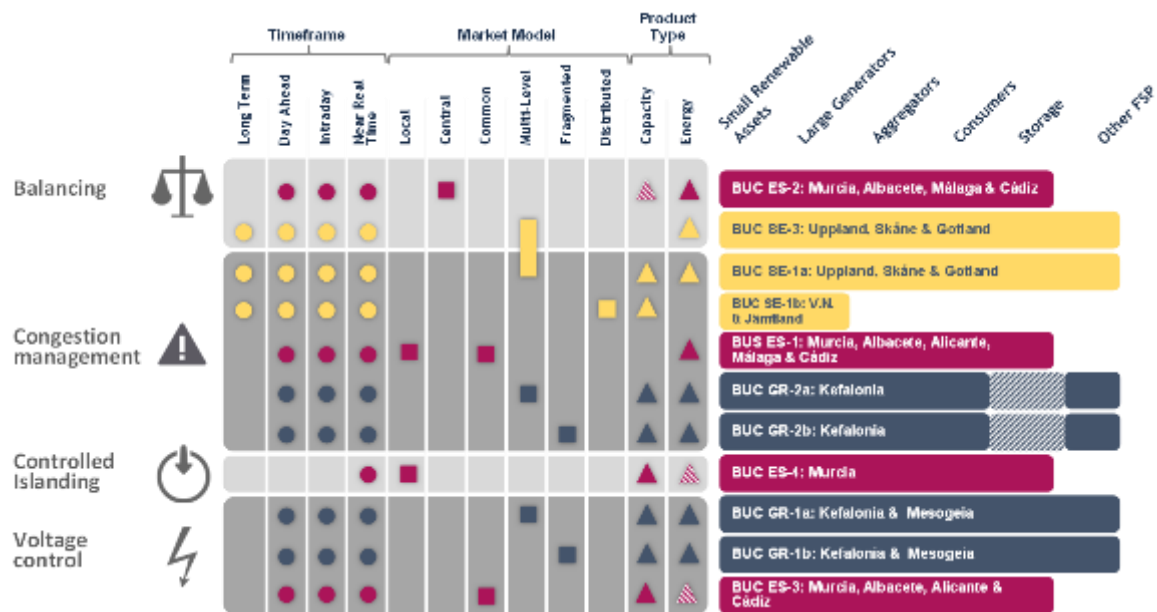 Timeframe
Market Model
Product
Type
Long Term
Day Ahead
Intraday
Near Real
Time
Local
Central
Common
Multi-Level
Fragmented
Distributed
Capacity
Energy
Small Renewable
Assets
Large Generators
Aggregators
Consumers
Storage
Other FSP
Balancing
BUC ES-2: Murcia, Albacete, Málaga & Cádiz
BUC SE-3: Uppland, Skåne & Gotland
BUC SE-1a: Uppland, Skåne & Gotland
BUC SE-1b: V.N.
& Jämtland
Congestion
management
BUS ES-1: Murcia, Albacete, Alicante,
Málaga & Cádiz
BUC GR-2a: Kefalonia
BUC GR-2b: Kefalonia
Controlled
Islanding
BUC ES-4: Murcia
BUC GR-1a: Kefalonia & Mesogeia
Voltage
control
BUC GR-1b: Kefalonia & Mesogeia
BUC ES-3: Murcia, Albacete, Alicante &
Cádiz